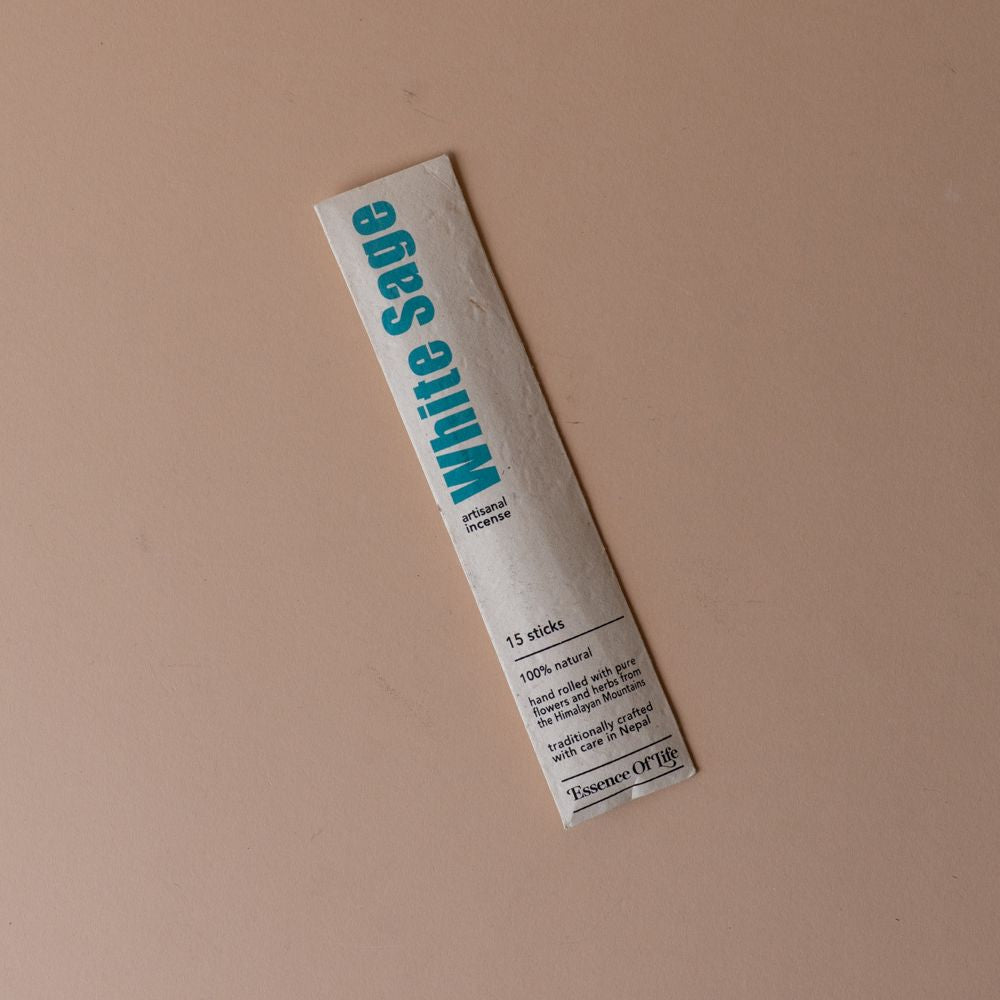 White Sage
artisanal
incense
15 sticks
100% natural
hand rolled with pure
flowers and herbs from
the Himalayan Mountains
traditionally crafted
with care in Nepal
Essence Of Life